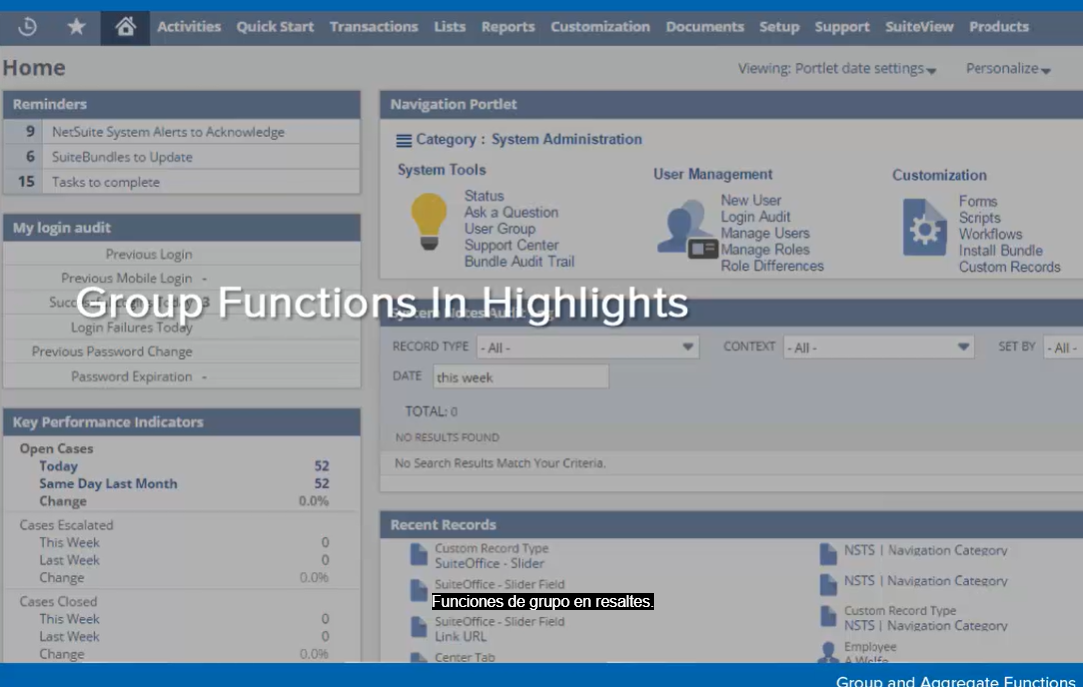 Activities Quick Start Transactions Lists Reports Customization Documents Setup Support SuiteView Products
Home
Viewing: Portlet date settings
Personalize
Reminders
9 NetSuite System Alerts to Acknowledge
6 SuiteBundles to Update
15 Tasks to complete
My login audit
Previous Login
Previous Mobile Login -
3
Login Failures Today
Previous Password Change
Password Expiration -
Group Functions In Highlights
Key Performance Indicators
Open Cases
Today 52
Same Day Last Month 52
Change 0.0%
Cases Escalated
This Week 0
Last Week 0
Change 0.0%
Cases Closed
This Week 0
Last Week 0
Change 0.0%
Navigation Portlet
Category : System Administration
System Tools
Status
Ask a Question
User Group
Support Center
Bundle Audit Trail
User Management
New User
Login Audit
Manage Users
Manage Roles
Role Differences
Customization
Forms
Scripts
Workflows
Install Bundle
Custom Records
System Notes Audit
RECORD TYPE - All - CONTEXT - All - SET BY - All -
DATE this week
TOTAL: 0
NO RESULTS FOUND
No Search Results Match Your Criteria.
Recent Records
Custom Record Type
SuiteOffice - Slider
SuiteOffice - Slider Field
Funciones de grupo en resaltes.
SuiteOffice - Slider Field
Link URL
Center Tab
NSTS | Navigation Category
NSTS | Navigation Category
Custom Record Type
NSTS | Navigation Category
Employee
A Wolfe
Group and Aggregate Functions